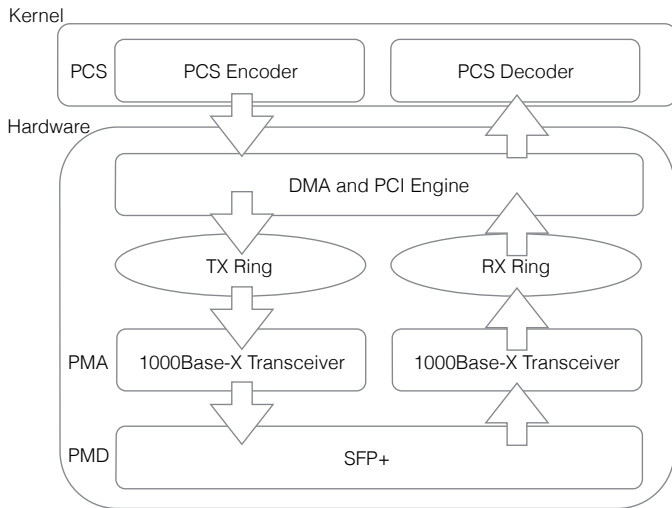 Kernel
PCS
PCS Encoder
PCS Decoder
Hardware
DMA and PCI Engine
TX Ring
RX Ring
PMA
1000Base-X Transceiver
1000Base-X Transceiver
PMD
SFP+